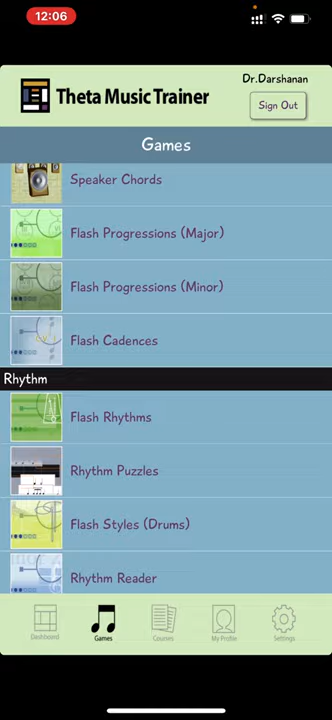 12:06
Theta Music Trainer
Dr.Darshanan
Sign Out
Games
Speaker Chords
Flash Progressions (Major)
Flash Progressions (Minor)
Flash Cadences
Rhythm
Flash Rhythms
Rhythm Puzzles
Flash Styles (Drums)
Rhythm Reader
Dashboard
Games
Courses
My Profile
Settings